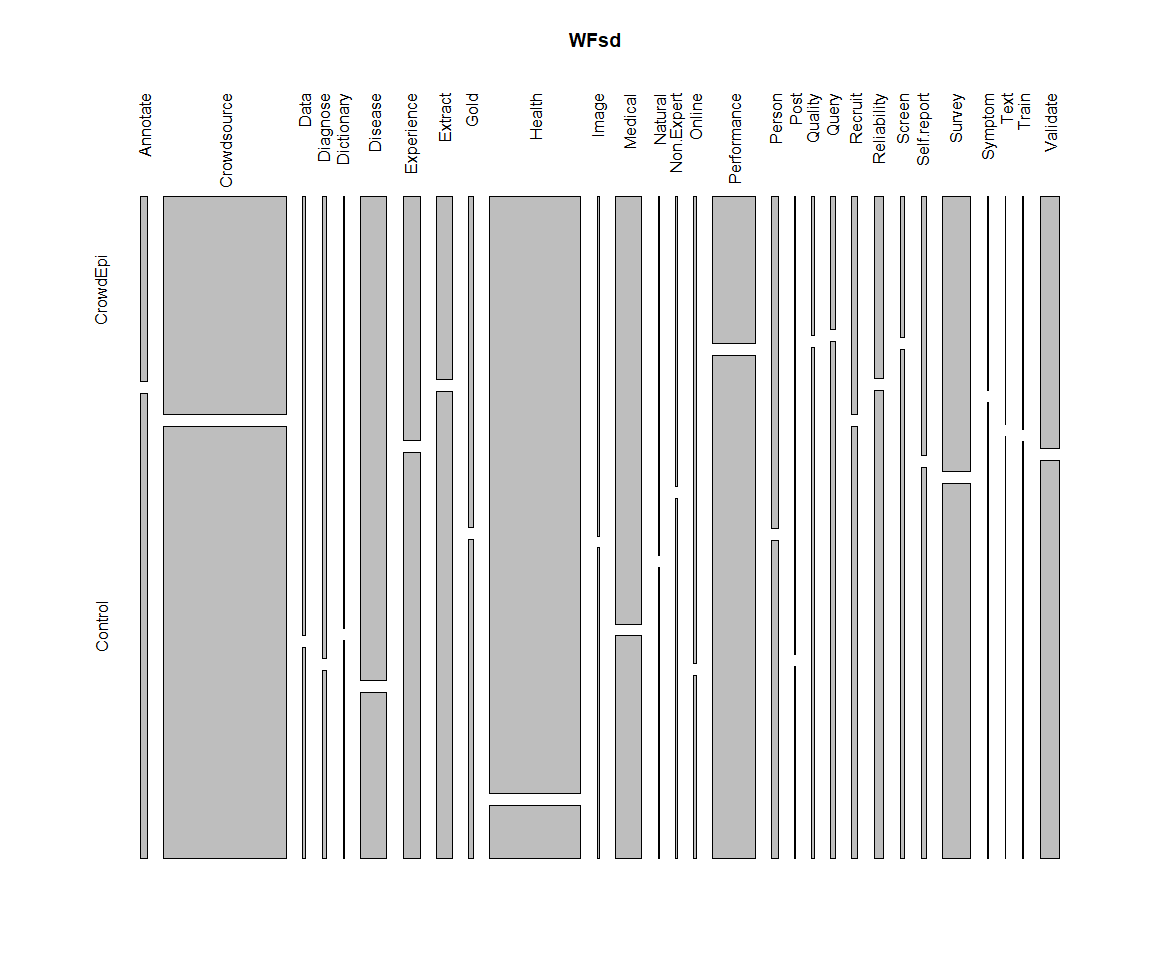 WFsd
Annotate
Crowdsource
Data
Diagnose
Dictionary
Disease
Experience
Extract
Gold
Health
Image
Medical
Natural
Non.Expert
Online
Performance
Person
Post
Quality
Query
Recruit
Reliability
Screen
Self.report
Survey
Symptom
Text
Train
Validate
CrowdEpi
Control